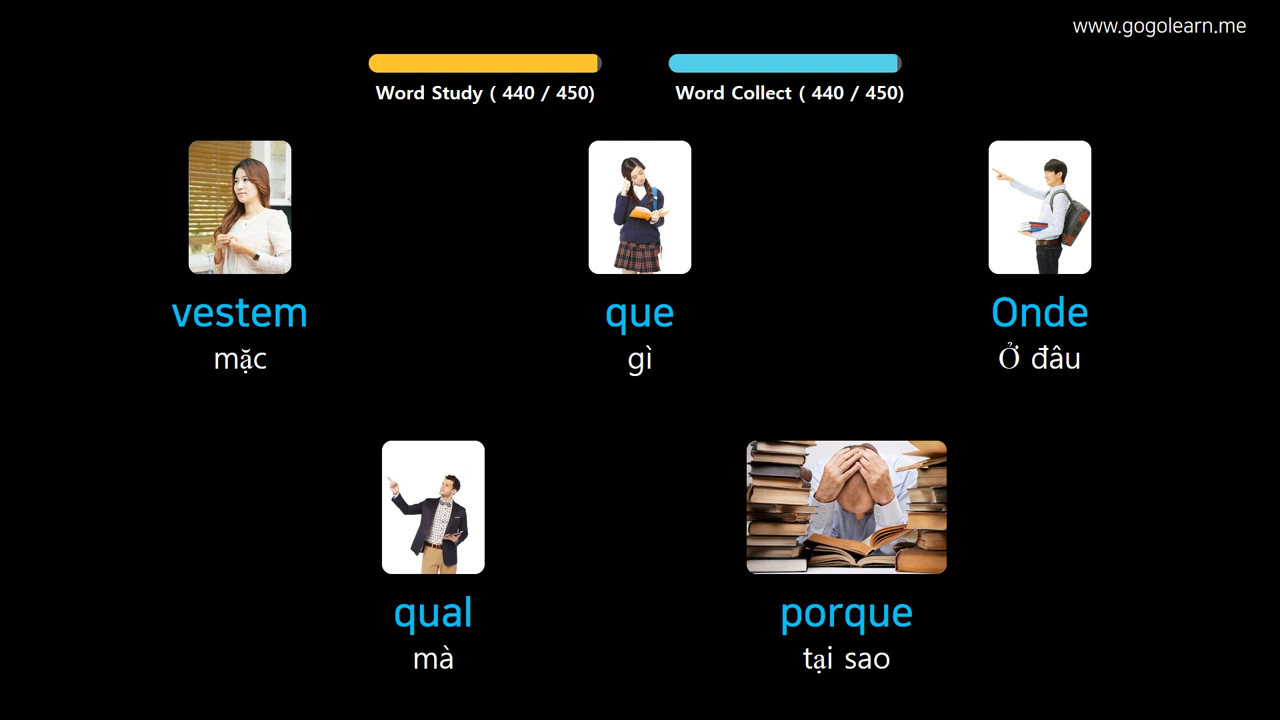 www.gogolearn.me
Word Study ( 440 / 450)
Word Collect ( 440 / 450)
vestem
mặc
que
gì
Onde
Ở đâu
qual
mà
porque
tại sao